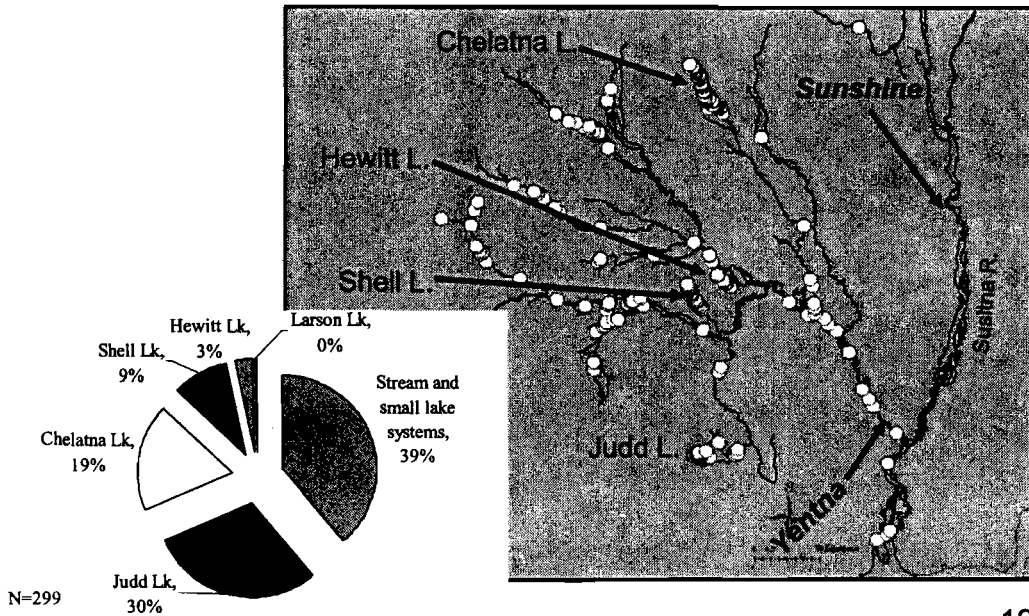 Chelatna L.
Sunshine
Hewitt L.
Shell L.
Susitna R.
Judd L.
Yentna
Hewitt Lk,
3%
Larson Lk,
0%
Shell Lk,
9%
Stream and
small lake
systems,
39%
Chelatna Lk,
19%
Judd Lk,
30%
N=299